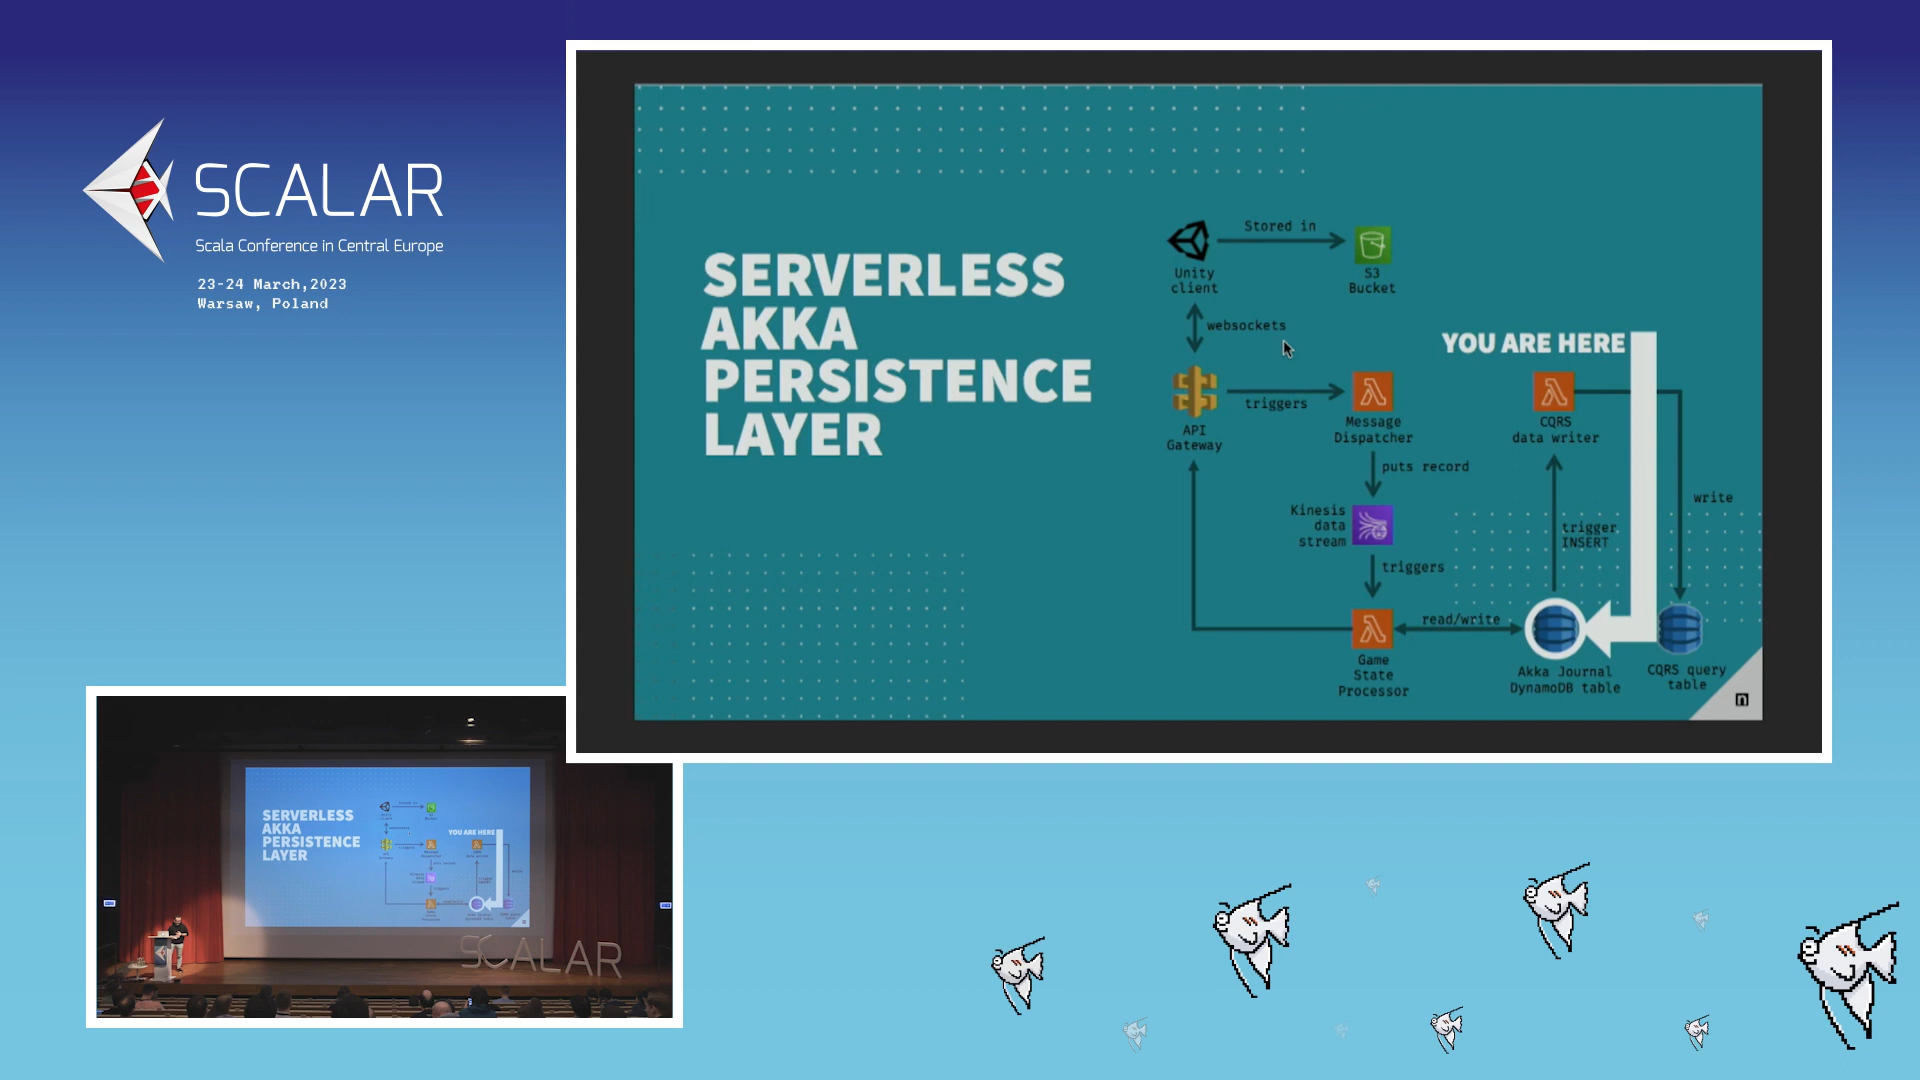 SCALAR
Scala Conference in Central Europe
23-24 March,2023
Warsaw, Poland
SERVERLESS
AKKA
PERSISTENCE
LAYER
Stored in
Unity
client
S3
Bucket
websockets
YOU ARE HERE
triggers
API
Gateway
Message
Dispatcher
CQRS
data writer
puts record
Kinesis
data
stream
write
trigger
INSERT
triggers
read/write
Game
State
Processor
Akka Journal
DynamoDB table
CQRS query
table
n
SERVERLESS
AKKA
PERSISTENCE
LAYER
YOU ARE HERE
SCALAR